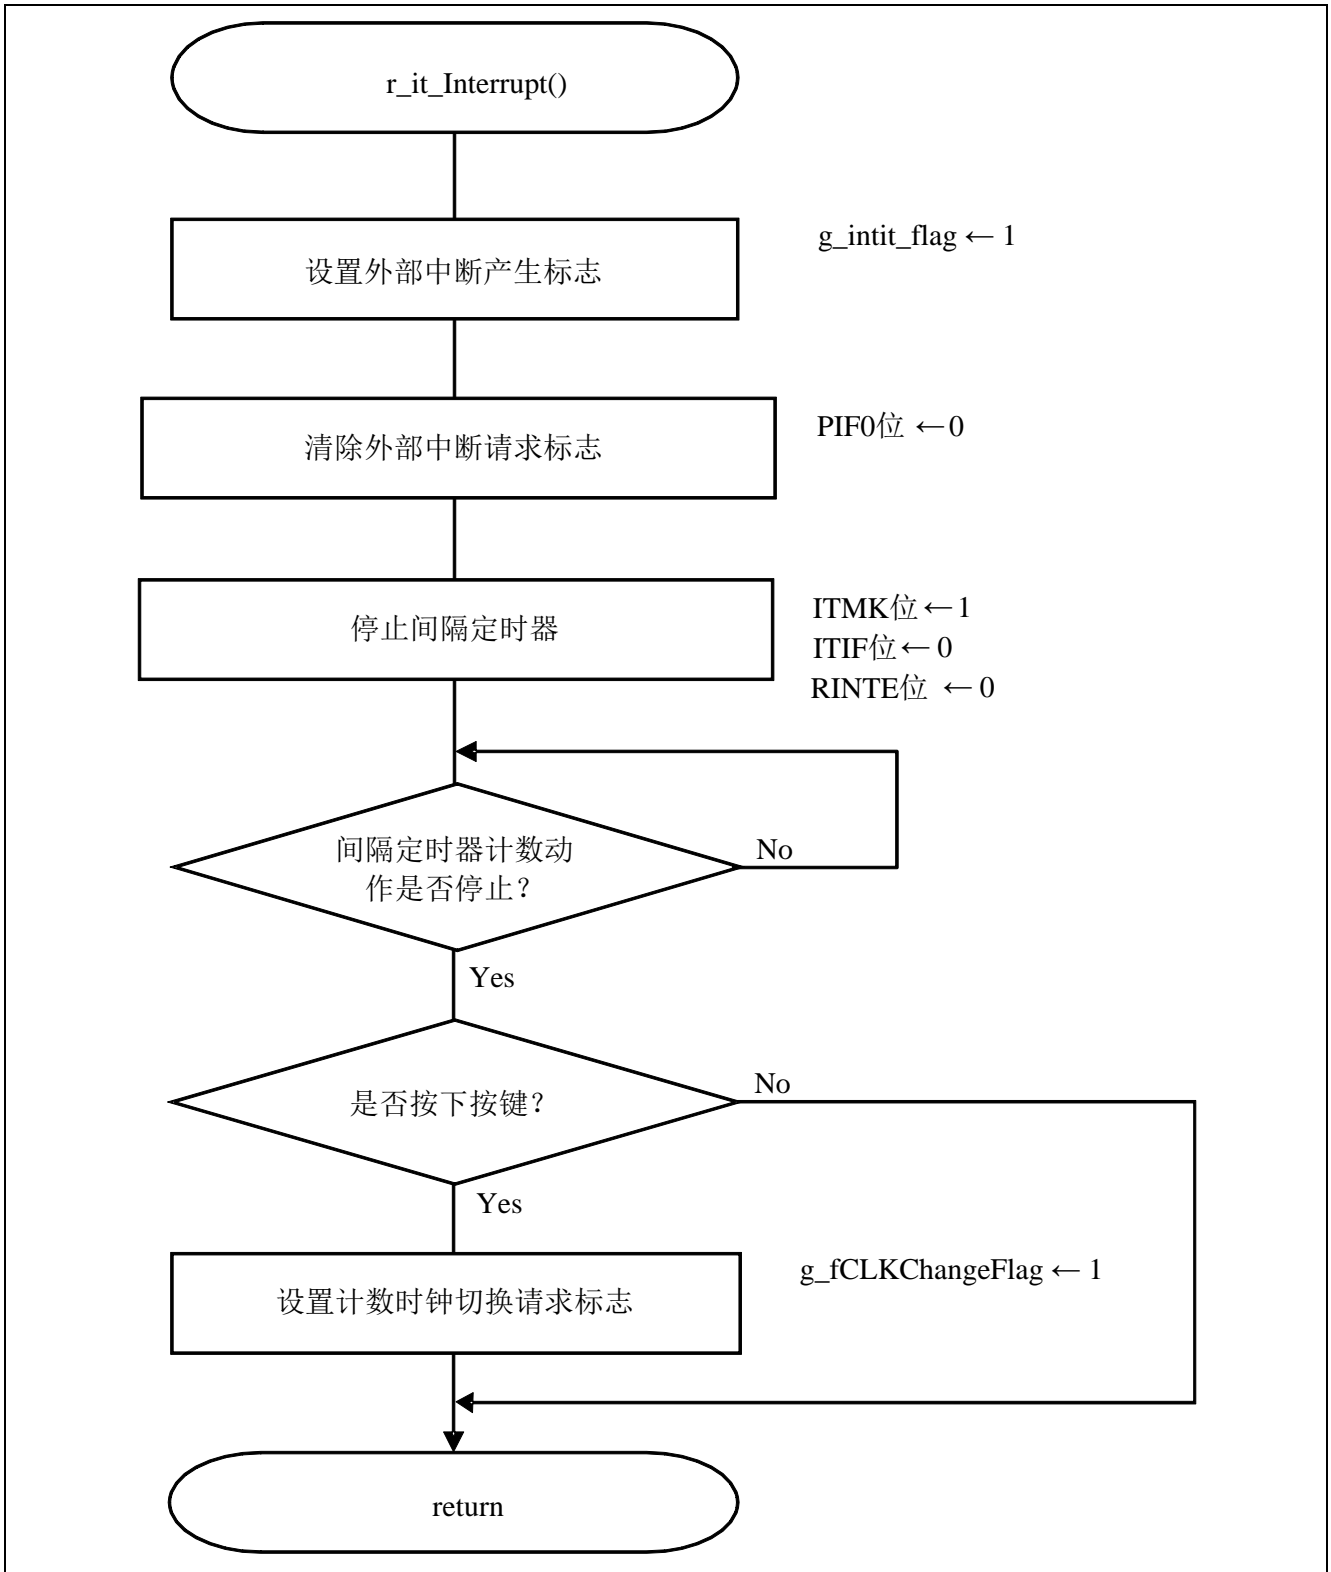 r_it_Interrupt()
设置外部中断产生标志
g_intit_flag ← 1
清除外部中断请求标志
PIF0位 ←0
停止间隔定时器
ITMK位 ←1
ITIF位 ← 0
RINTE位 ← 0
间隔定时器计数动
作是否停止？
No
Yes
是否按下按键？
No
Yes
设置计数时钟切换请求标志
g_fCLKChangeFlag ← 1
return